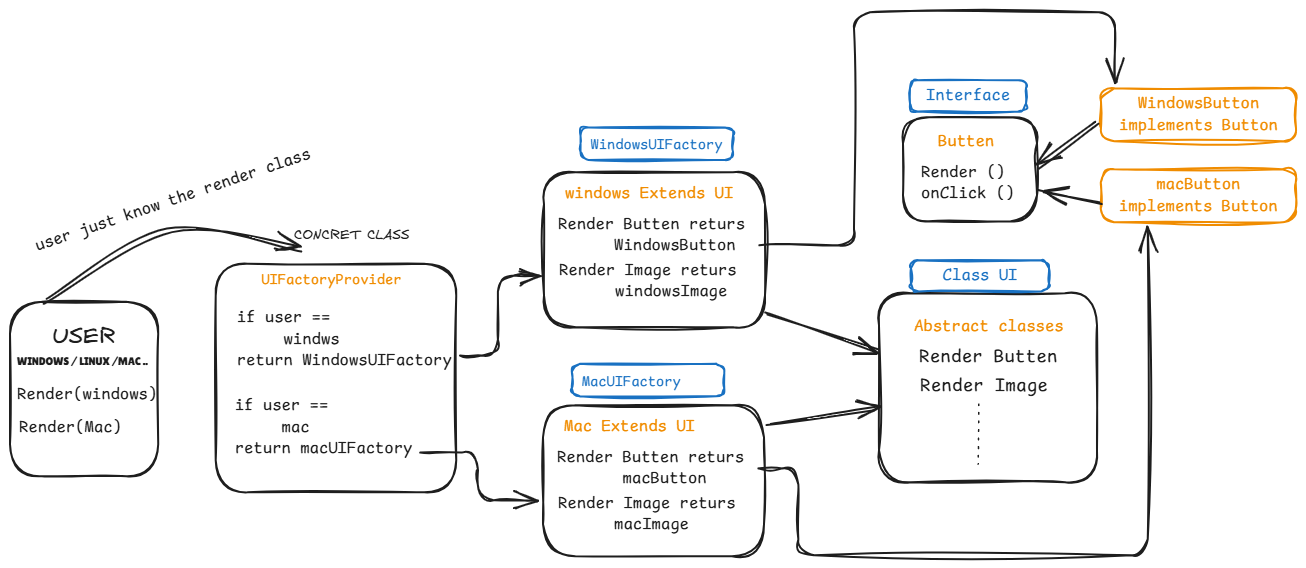 user just know the render class
USER
WINDOWS / LINUX /MAC..
Render(windows)
Render(Mac)
CONCRET CLASS
UIFactoryProvider
if user ==
windws
return WindowsUIFactory
if user ==
mac
return macUIFactory
WindowsUIFactory
windows Extends UI
Render Butten returs
WindowsButton
Render Image returs
windowsImage
MacUIFactory
Mac Extends UI
Render Butten returs
macButton
Render Image returs
macImage
Interface
Butten
Render ()
onClick ()
WindowsButton
implements Button
macButton
implements Button
Class UI
Abstract classes
Render Butten
Render Image